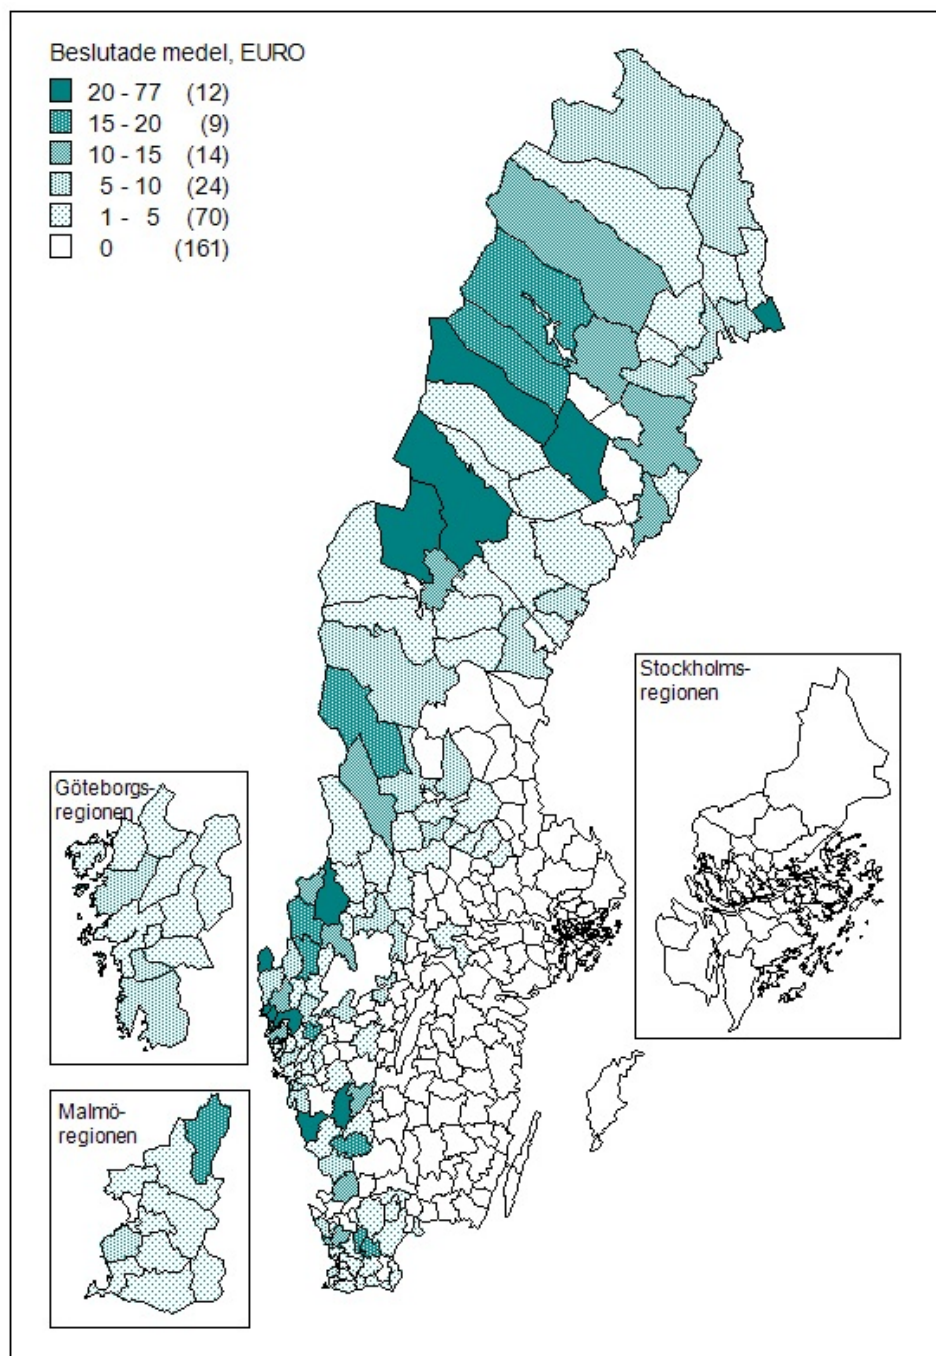 Beslutade medel, EURO
20 - 77 (12)
15 - 20 (9)
10 - 15 (14)
5 - 10 (24)
1 - 5 (70)
0 (161)
Stockholms-
regionen
Göteborgs-
regionen
Malmö-
regionen